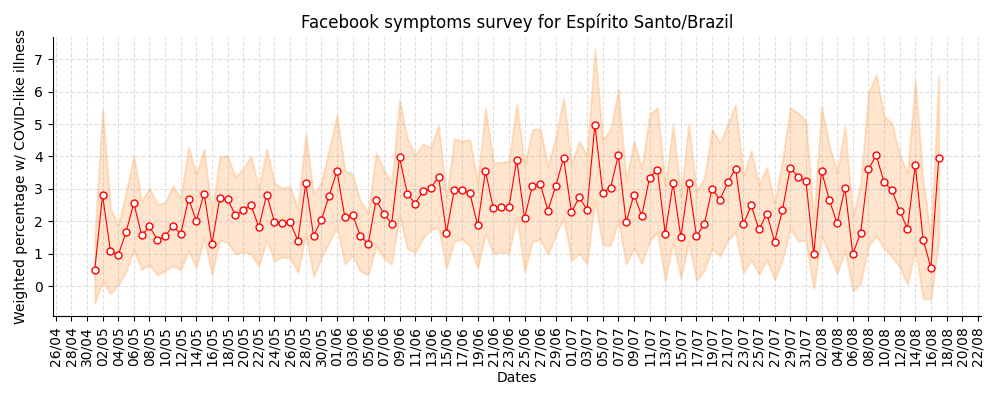 Facebook symptoms survey for Espírito Santo/Brazil
Weighted percentage w/ COVID-like illness
7
6
5
4
3
2
1
0
26/04 28/04 30/04 02/05 04/05 06/05 08/05 10/05 12/05 14/05 16/05 18/05 20/05 22/05 24/05 26/05 28/05 30/05 01/06 03/06 05/06 07/06 09/06 11/06 13/06 15/06 17/06 19/06 21/06 23/06 25/06 27/06 29/06 01/07 03/07 05/07 07/07 09/07 11/07 13/07 15/07 17/07 19/07 21/07 23/07 25/07 27/07 29/07 31/07 02/08 04/08 06/08 08/08 10/08 12/08 14/08 16/08 18/08 20/08 22/08
Dates